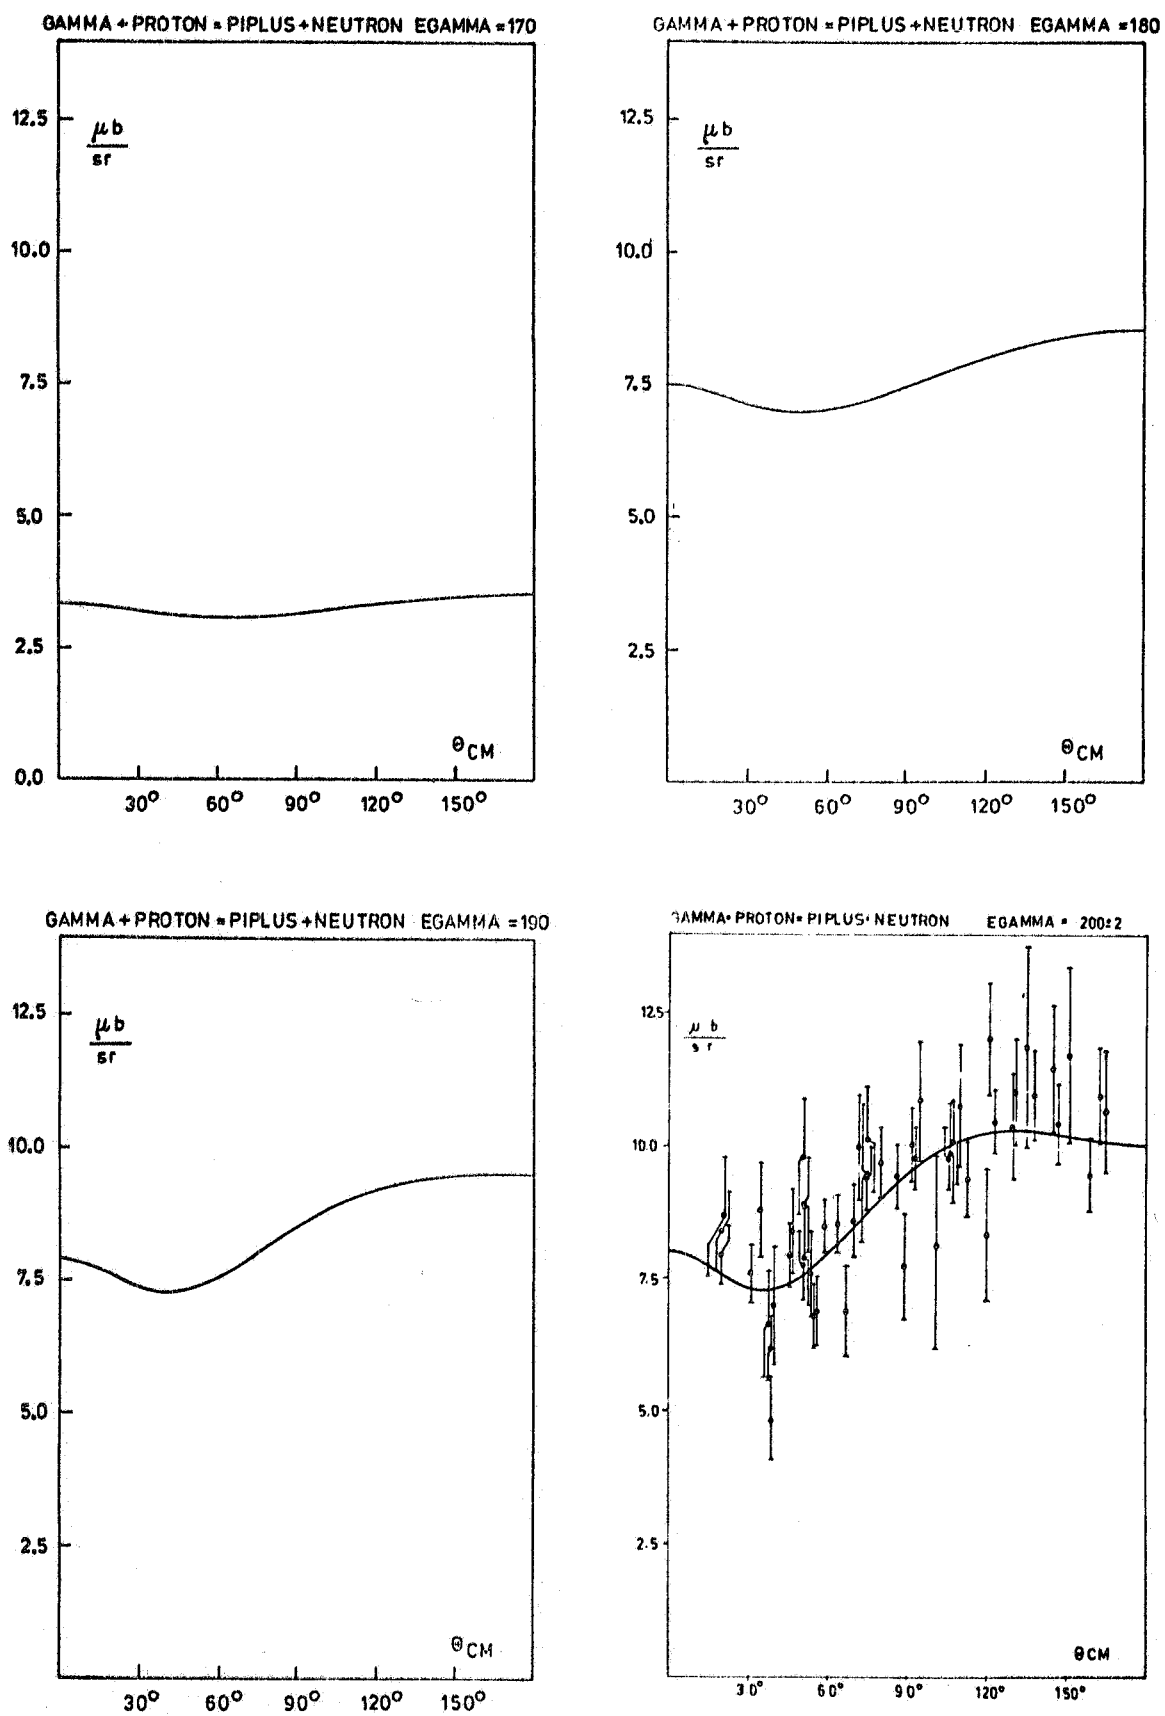 GAMMA + PROTON = PIPLUS + NEUTRON EGAMMA = 170
12.5
μb
sr
10.0
7.5
5.0
2.5
θCM
0.0
30° 60° 90° 120° 150°
GAMMA + PROTON = PIPLUS + NEUTRON EGAMMA = 180
12.5
μb
sr
10.0
7.5
5.0
2.5
θCM
30° 60° 90° 120° 150°
GAMMA + PROTON = PIPLUS + NEUTRON EGAMMA = 190
12.5
μb
sr
10.0
7.5
5.0
2.5
θCM
30° 60° 90° 120° 150°
GAMMA + PROTON = PIPLUS + NEUTRON EGAMMA = 200±2
12.5
μb
sr
10.0
7.5
5.0
2.5
θCM
30° 60° 90° 120° 150°